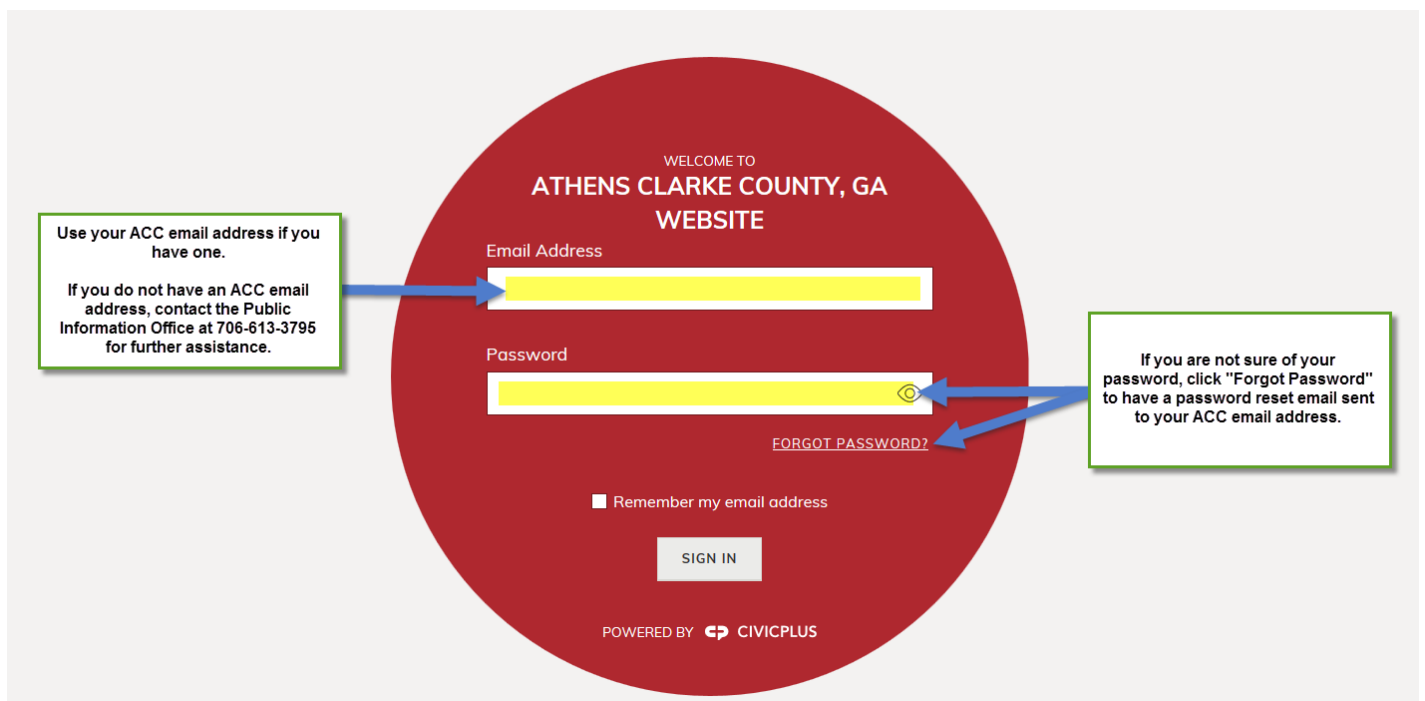 WELCOME TO
ATHENS CLARKE COUNTY, GA
WEBSITE
Email Address
Use your ACC email address if you
have one.
If you do not have an ACC email
address, contact the Public
Information Office at 706-613-3795
for further assistance.
Password
If you are not sure of your
password, click "Forgot Password"
to have a password reset email sent
to your ACC email address.
FORGOT PASSWORD?
Remember my email address
SIGN IN
POWERED BY CP CIVICPLUS